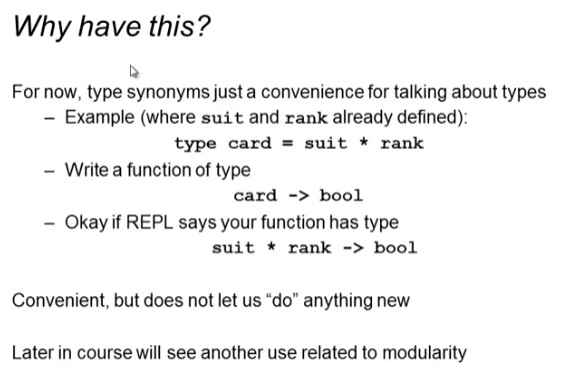 Why have this?
For now, type synonyms just a convenience for talking about types
– Example (where suit and rank already defined):
type card = suit * rank
– Write a function of type
card -> bool
– Okay if REPL says your function has type
suit * rank -> bool
Convenient, but does not let us “do” anything new
Later in course will see another use related to modularity